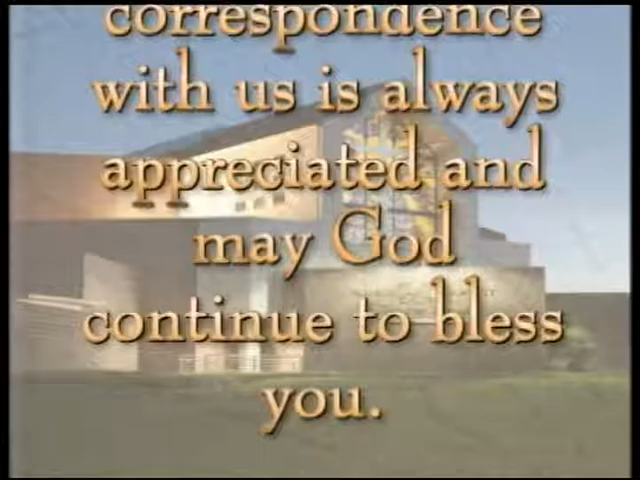 correspondence
with us is always
appreciated and
may God
continue to bless
you.